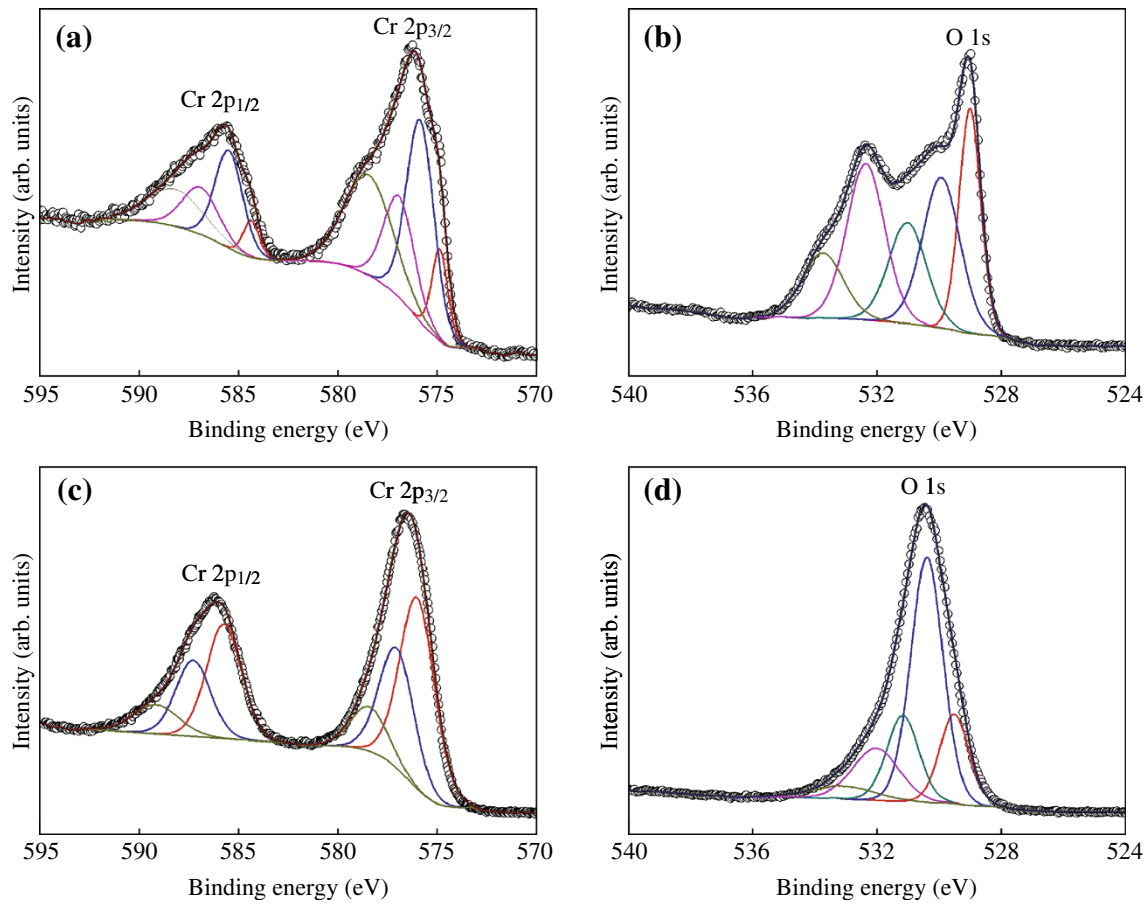 (a)
Cr 2p3/2
Cr 2p1/2
Intensity (arb. units)
595 590 585 580 575 570
Binding energy (eV)
(b)
O 1s
Intensity (arb. units)
540 536 532 528 524
Binding energy (eV)
(c)
Cr 2p3/2
Cr 2p1/2
Intensity (arb. units)
595 590 585 580 575 570
Binding energy (eV)
(d)
O 1s
Intensity (arb. units)
540 536 532 528 524
Binding energy (eV)